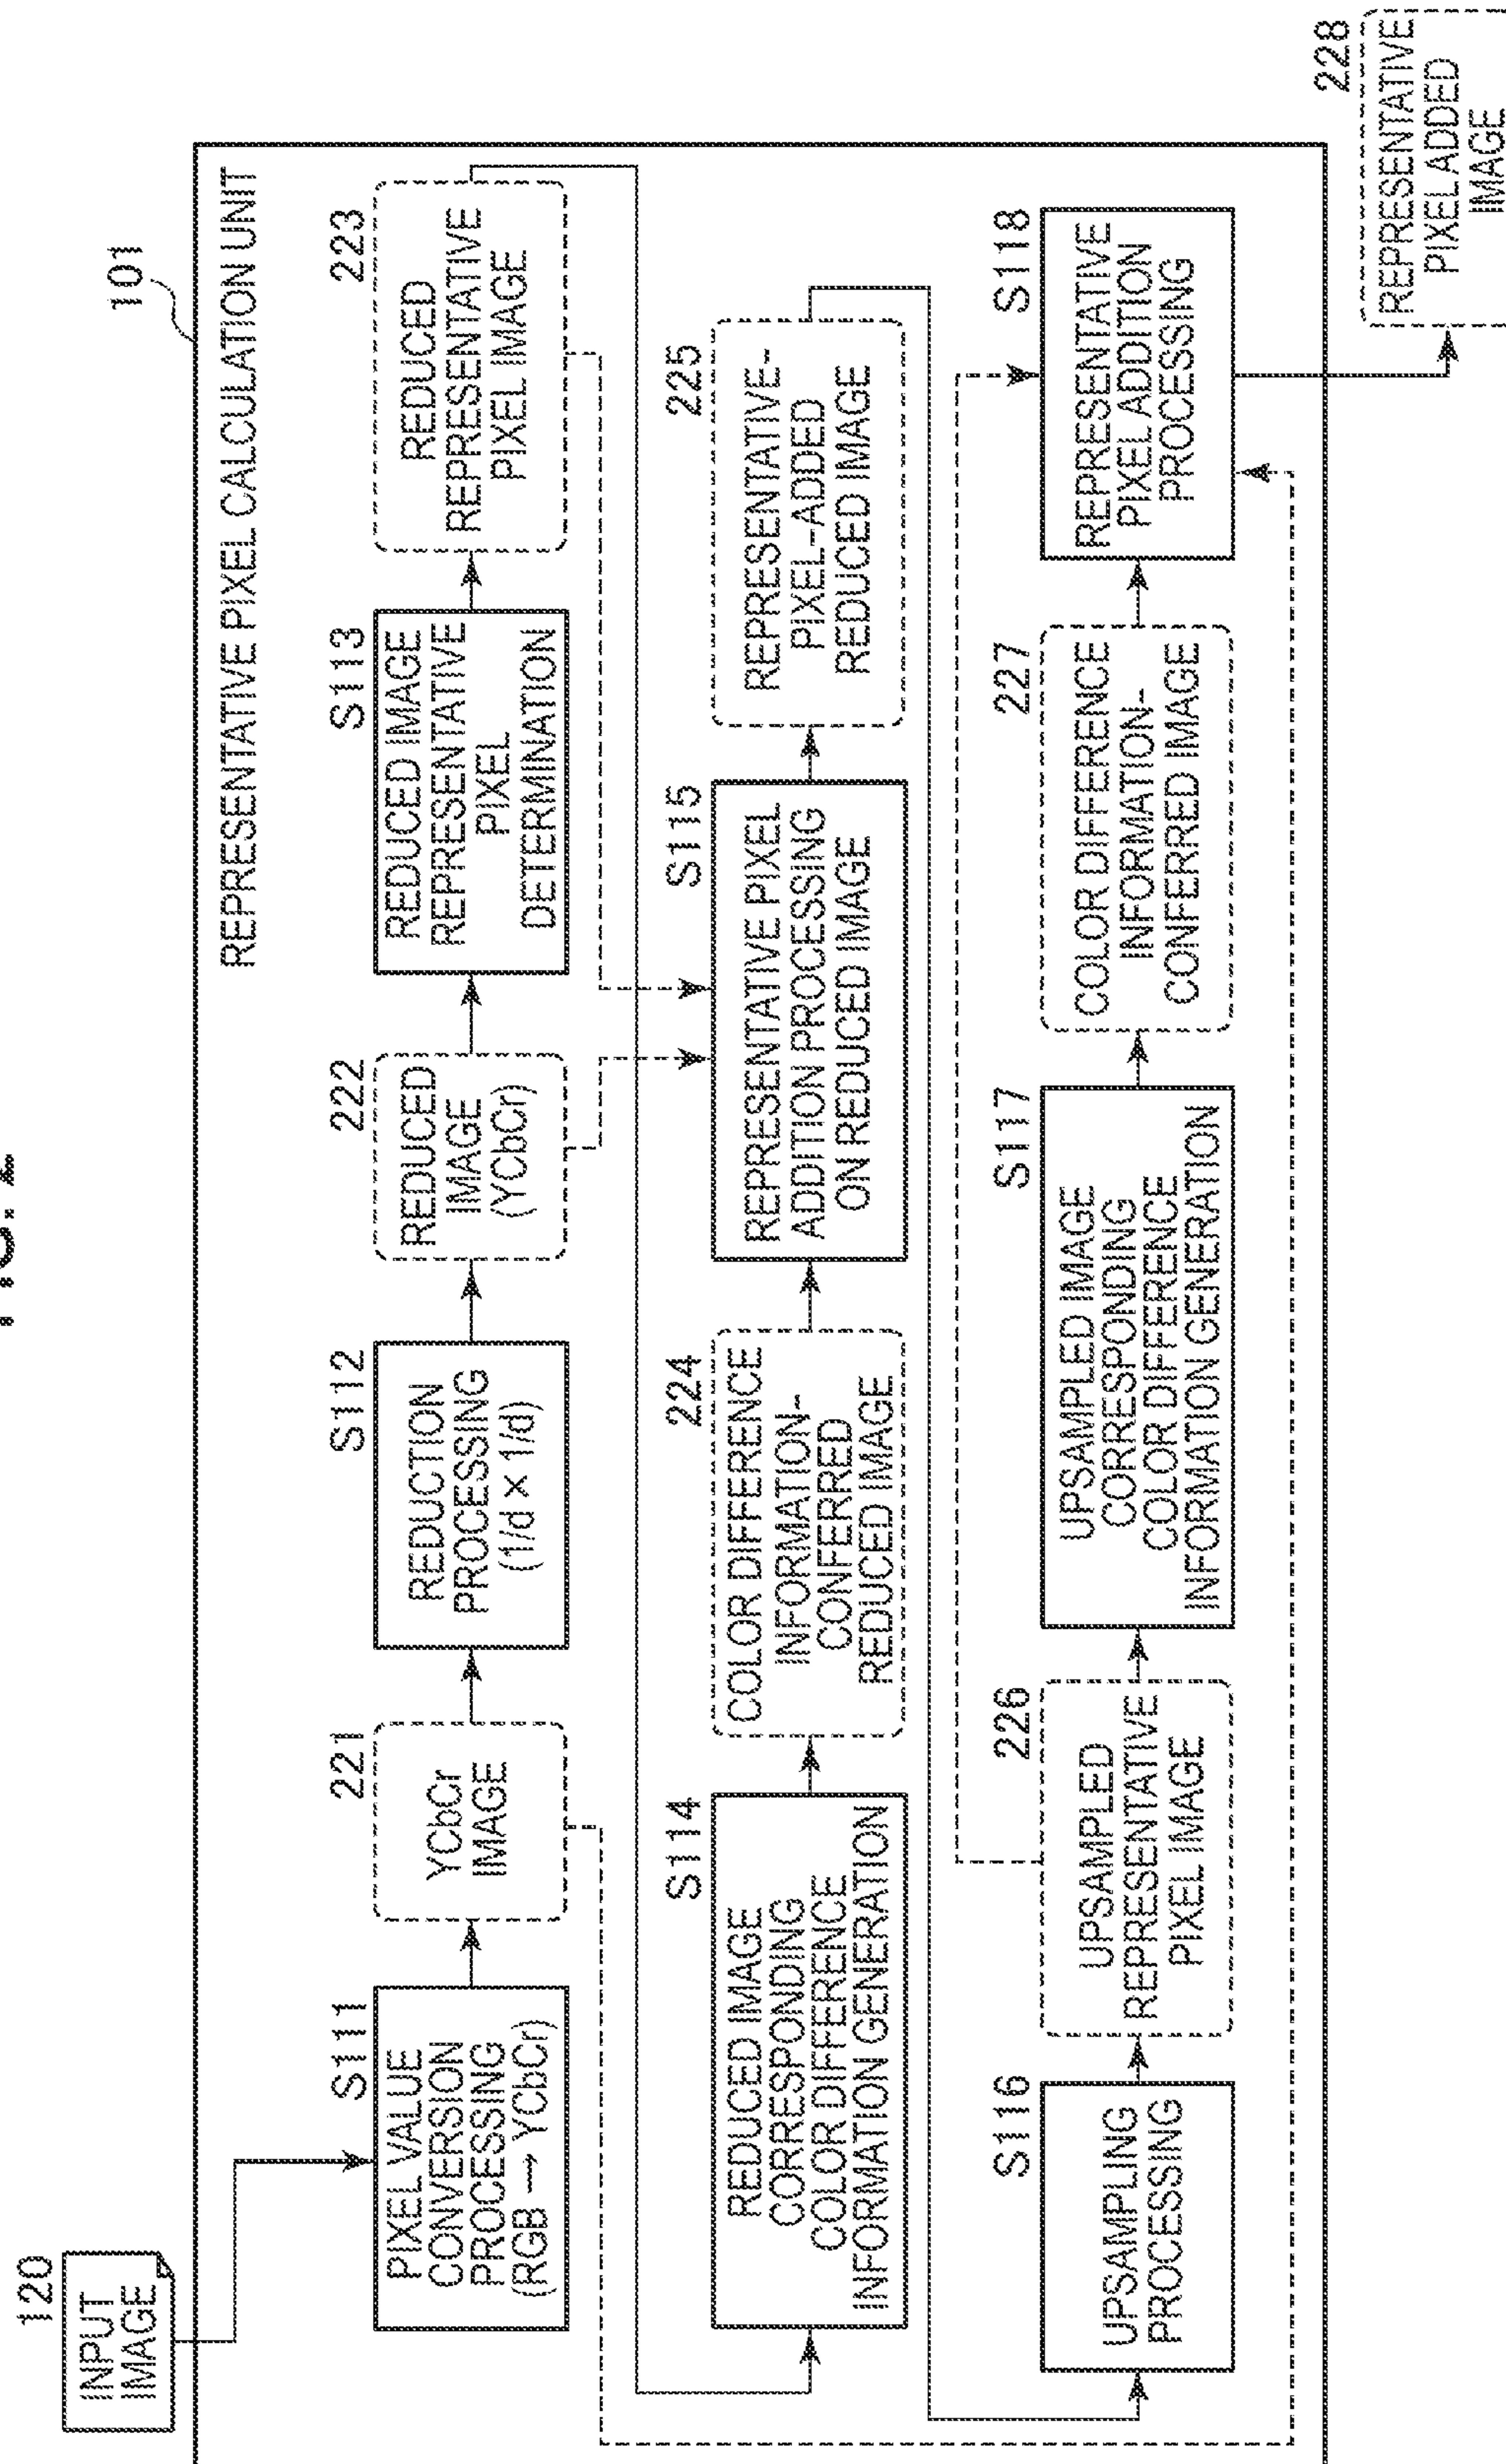 120
INPUT
IMAGE
101
REPRESENTATIVE PIXEL CALCULATION UNIT
S111
PIXEL VALUE
CONVERSION
PROCESSING
(RGB → YCbCr)
221
YCbCr
IMAGE
S112
REDUCTION
PROCESSING
(1/d × 1/d)
222
REDUCED
IMAGE
(YCbCr)
S113
REDUCED IMAGE
REPRESENTATIVE
PIXEL
DETERMINATION
223
REDUCED
REPRESENTATIVE
PIXEL IMAGE
S114
REDUCED IMAGE
CORRESPONDING
COLOR DIFFERENCE
INFORMATION GENERATION
224
COLOR DIFFERENCE
INFORMATION-
CONFERRED
REDUCED IMAGE
S115
REPRESENTATIVE PIXEL
ADDITION PROCESSING
ON REDUCED IMAGE
225
REPRESENTATIVE-
PIXEL-ADDED
REDUCED IMAGE
S116
UPSAMPLING
PROCESSING
226
UPSAMPLED
REPRESENTATIVE
PIXEL IMAGE
S117
UPSAMPLED IMAGE
CORRESPONDING
COLOR DIFFERENCE
INFORMATION GENERATION
227
COLOR DIFFERENCE
INFORMATION-
CONFERRED IMAGE
S118
REPRESENTATIVE
PIXEL ADDITION
PROCESSING
228
REPRESENTATIVE
PIXEL ADDED
IMAGE